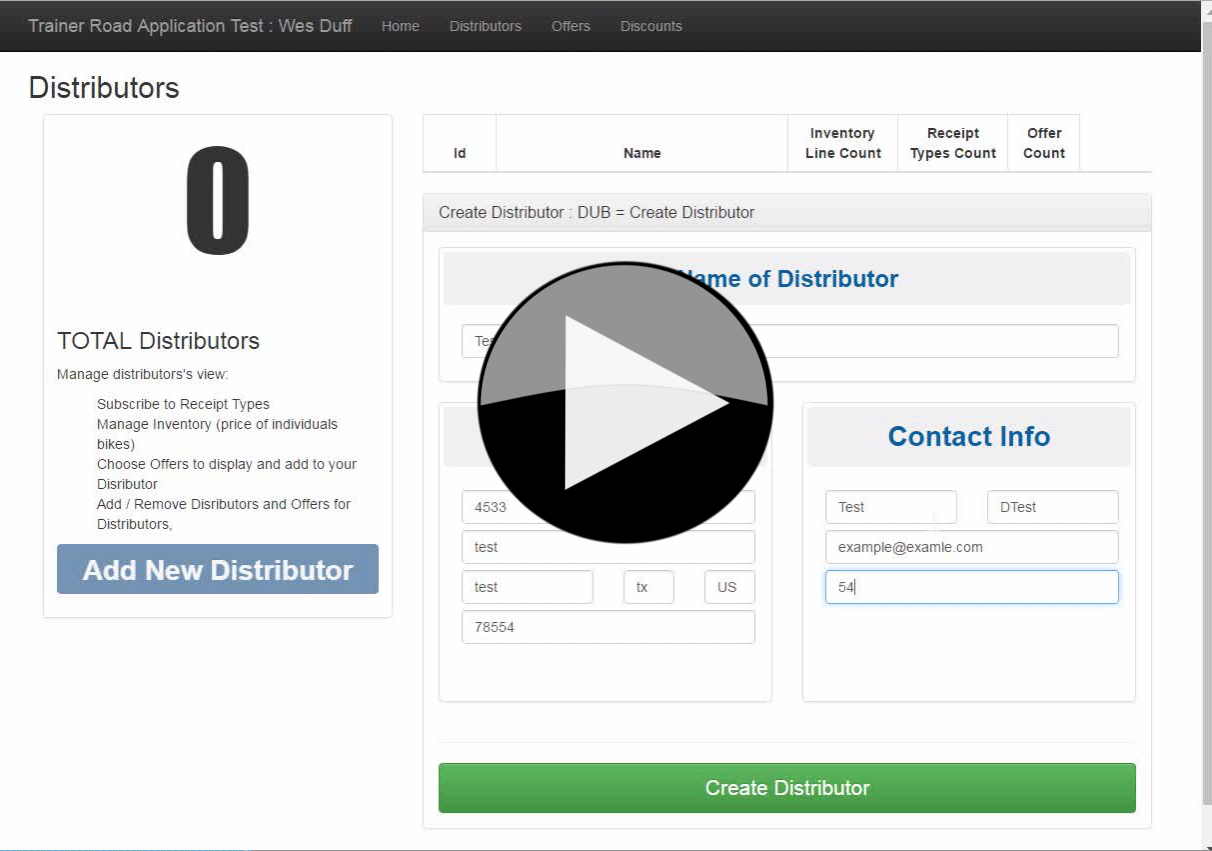 Trainer Road Application Test : Wes Duff Home Distributors Offers Discounts
Distributors
0
TOTAL Distributors
Manage distributors's view:
Subscribe to Receipt Types
Manage Inventory (price of individuals
bikes)
Choose Offers to display and add to your
Disributor
Add / Remove Disributors and Offers for
Distributors,
Add New Distributor
Id Name Inventory Line Count Receipt Types Count Offer Count
Create Distributor : DUB = Create Distributor
of Distributor
Contact Info
4533
test
test tx US
78554
Test DTest
example@examle.com
54
Create Distributor